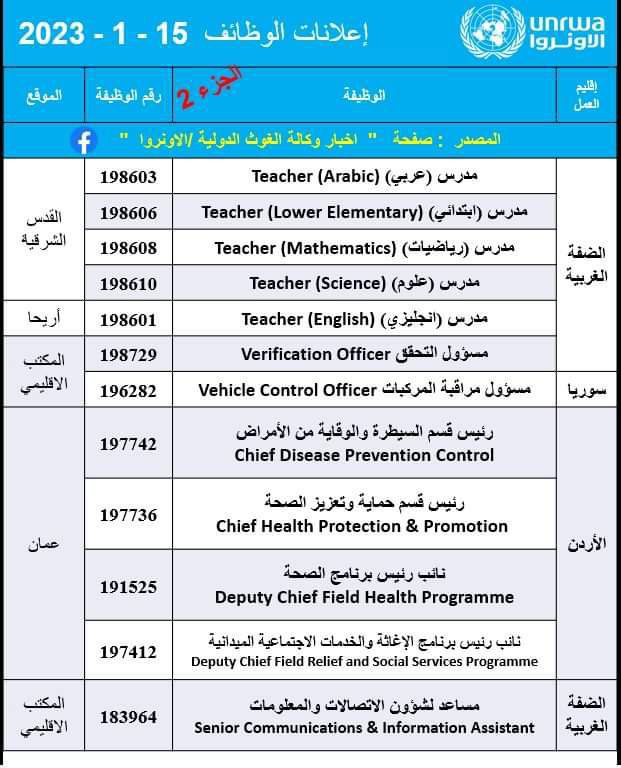 unrwa
الاونروا
إعلانات الوظائف 15 - 1 - 2023
إقليم العمل
الوظيفة
الجزء 2
رقم الوظيفة
الموقع
المصدر : صفحة " اخبار وكالة الغوث الدولية /الاونروا "
الضفة الغربية
مدرس (عربي) Teacher (Arabic)
198603
القدس الشرقية
مدرس (ابتدائي) Teacher (Lower Elementary)
198606
مدرس (رياضيات) Teacher (Mathematics)
198608
مدرس (علوم) Teacher (Science)
198610
مدرس (انجليزي) Teacher (English)
198601
أريحا
مسؤول التحقق Verification Officer
198729
المكتب الاقليمي
سوريا
مسؤول مراقبة المركبات Vehicle Control Officer
196282
الأردن
رئيس قسم السيطرة والوقاية من الأمراض
Chief Disease Prevention Control
197742
عمان
رئيس قسم حماية وتعزيز الصحة
Chief Health Protection & Promotion
197736
نائب رئيس برنامج الصحة
Deputy Chief Field Health Programme
191525
نائب رئيس برنامج الإغاثة والخدمات الاجتماعية الميدانية
Deputy Chief Field Relief and Social Services Programme
197412
الضفة الغربية
مساعد لشؤون الاتصالات والمعلومات
Senior Communications & Information Assistant
183964
المكتب الاقليمي